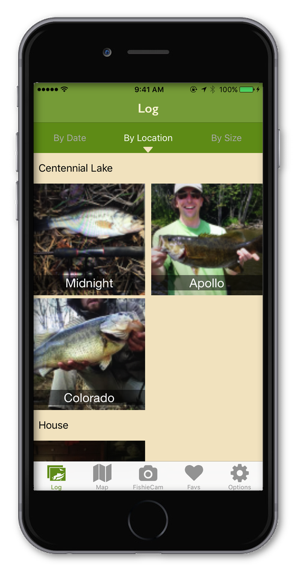 9:41 AM 100%
Log
By Date By Location By Size
Centennial Lake
Midnight Apollo
Colorado
House
Log Map FishieCam Favs Options